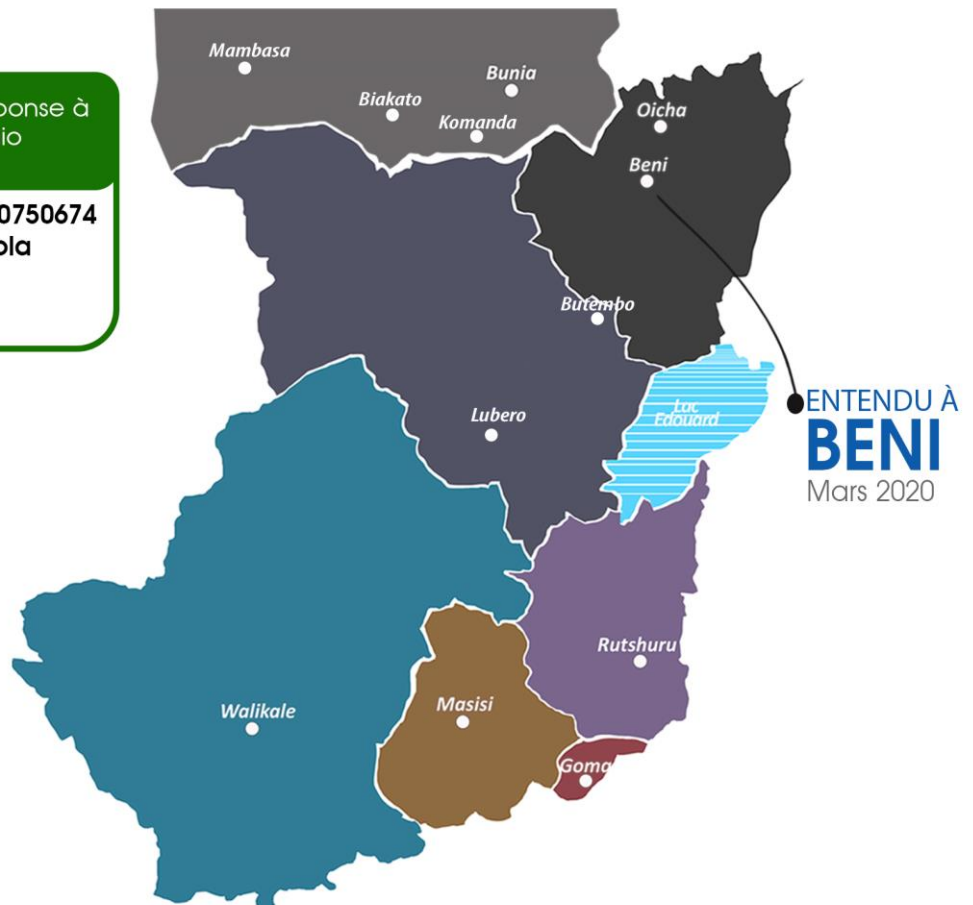 Mambasa
Bunia
Biakato
Komanda
Oicha
Beni
ponse à
io
0750674
ola
Butembo
Lac
Edouard
ENTENDU À
BENI
Mars 2020
Lubero
Rutshuru
Walikale
Masisi
Goma